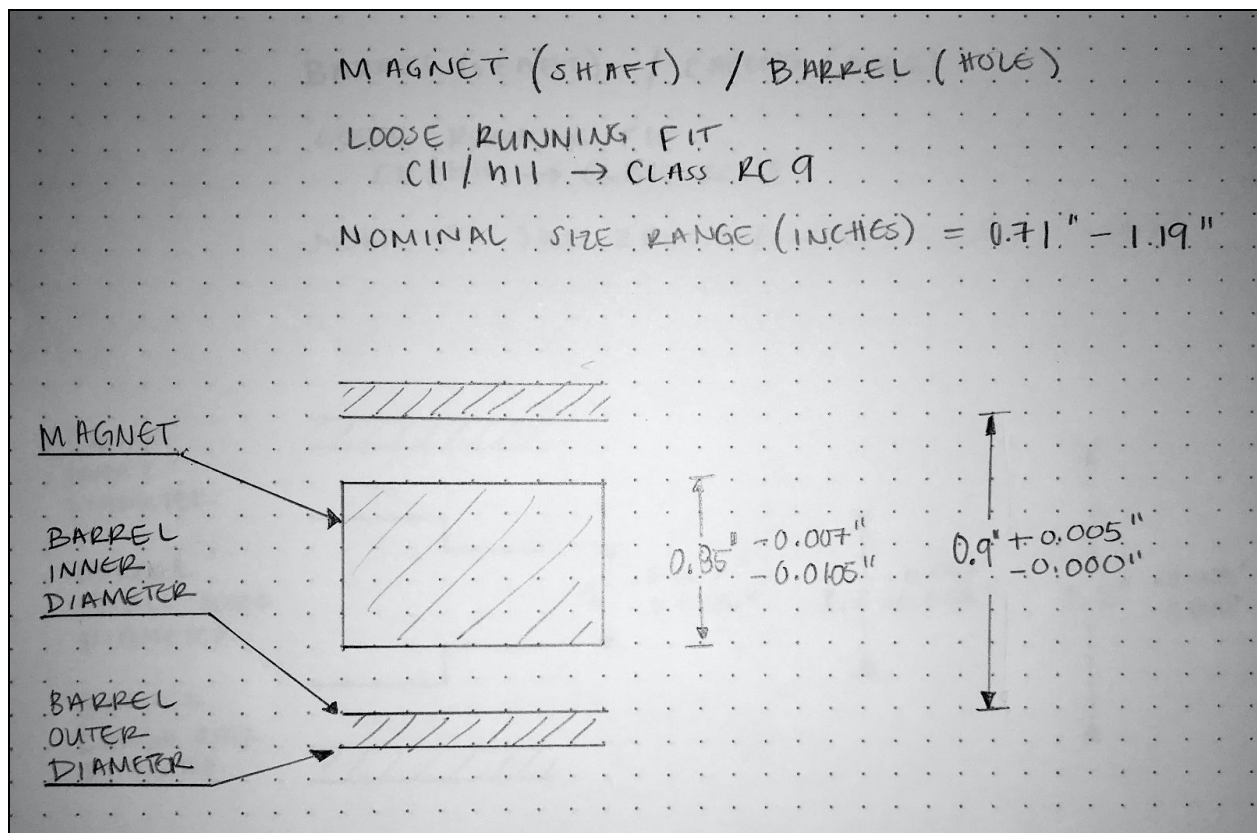 MAGNET (SHAFT) / BARREL (HOLE)
LOOSE RUNNING FIT
C11/h11 → CLASS RC 9
NOMINAL SIZE RANGE (INCHES) = 0.71" - 1.19"
MAGNET
BARREL
INNER
DIAMETER
BARREL
OUTER
DIAMETER
0.85" -0.007"
-0.0105"
0.9" +0.005"
-0.000"